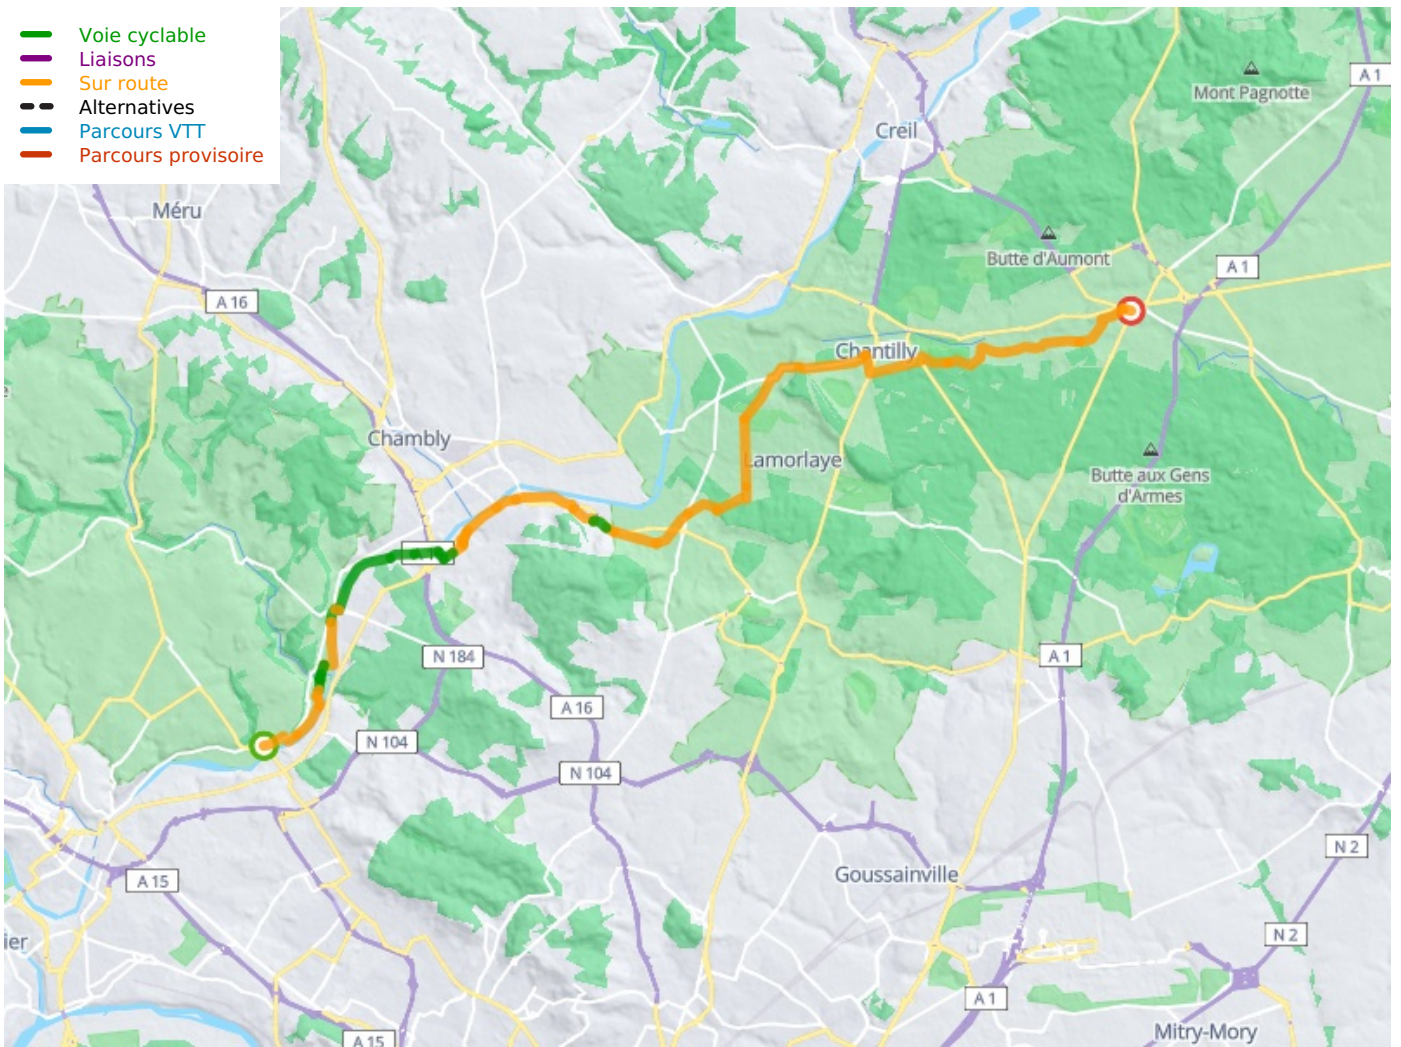 Voie cyclable
Liaisons
Sur route
Alternatives
Parcours VTT
Parcours provisoire
A 1
Mont Pagnotte
Creil
Méru
Butte d'Aumont
A 1
A 16
Chantilly
Chambly
Lamorlaye
Butte aux Gens
d'Armes
N 184
A 1
A 16
N 104
N 104
N 2
Goussainville
A 15
N 2
ier
A 1
Mitry-Mory
A 15